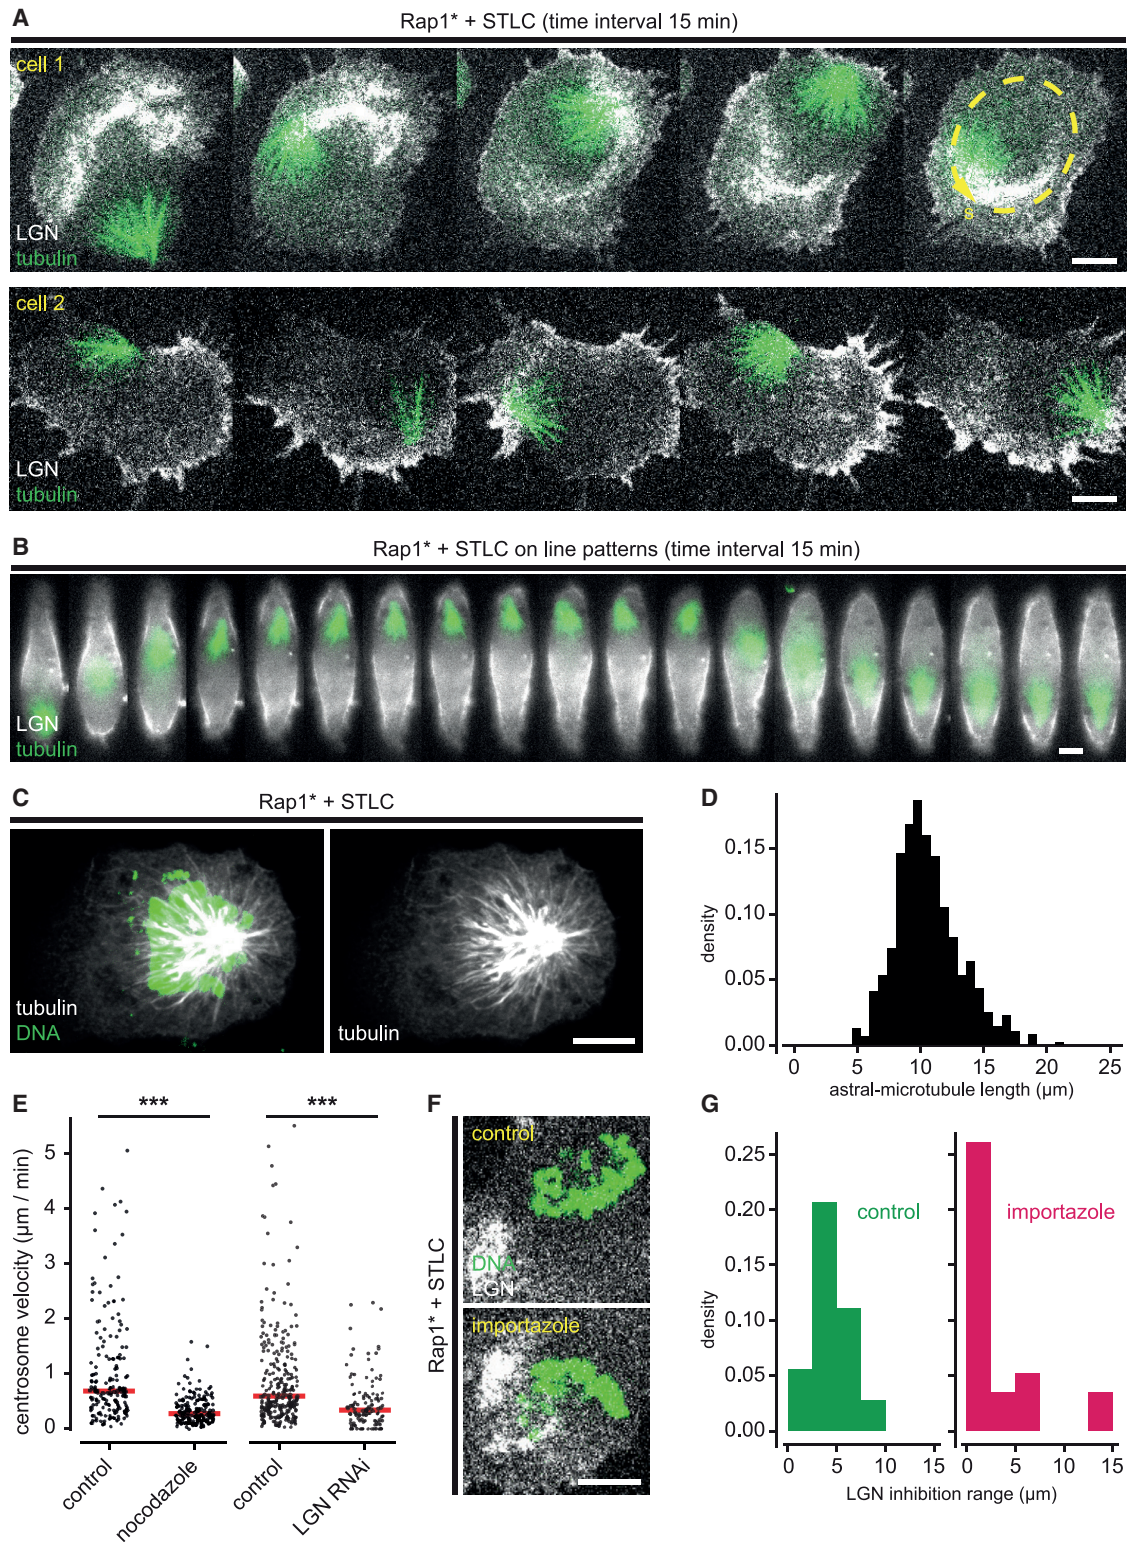 A
Rap1* + STLC (time interval 15 min)
cell 1
LGN
tubulin
s
cell 2
LGN
tubulin
B
Rap1* + STLC on line patterns (time interval 15 min)
LGN
tubulin
C
Rap1* + STLC
tubulin
DNA
tubulin
D
density
0.15
0.10
0.05
0.00
0 5 10 15 20 25
astral-microtubule length (µm)
E
*** ***
centrosome velocity (µm / min)
5
4
3
2
1
0
control
nocodazole
control
LGN RNAi
F
Rap1* + STLC
control
DNA
LGN
importazole
G
density
0.25
0.20
0.15
0.10
0.05
0.00
control
importazole
0 5 10 15
0 5 10 15
LGN inhibition range (µm)